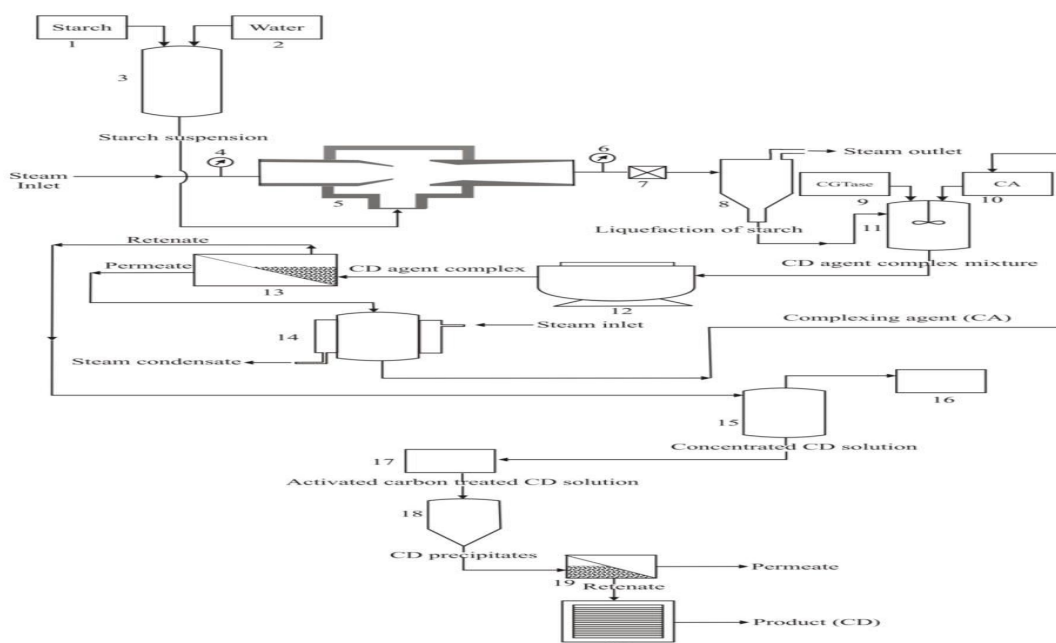 Starch
Water
1
2
3
Starch suspension
4
6
Steam outlet
Steam
Inlet
7
CGTase
CA
5
8
9
10
Liquefaction of starch
11
Retenate
Permeate
CD agent complex
CD agent complex mixture
13
12
Steam inlet
Complexing agent (CA)
14
Steam condensate
15
16
Concentrated CD solution
17
Activated carbon treated CD solution
18
CD precipitates
Permeate
19
Retenate
Product (CD)